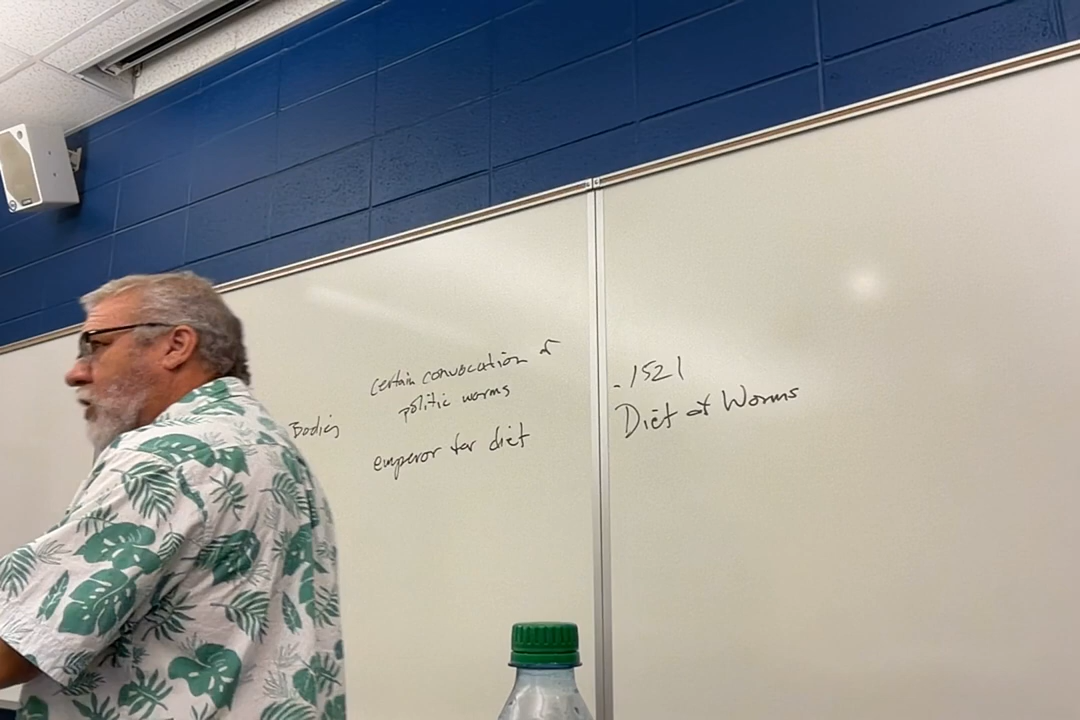 Bodies
certain convocation of
politic worms
emperor for diet
. 1521
Diet of Worms